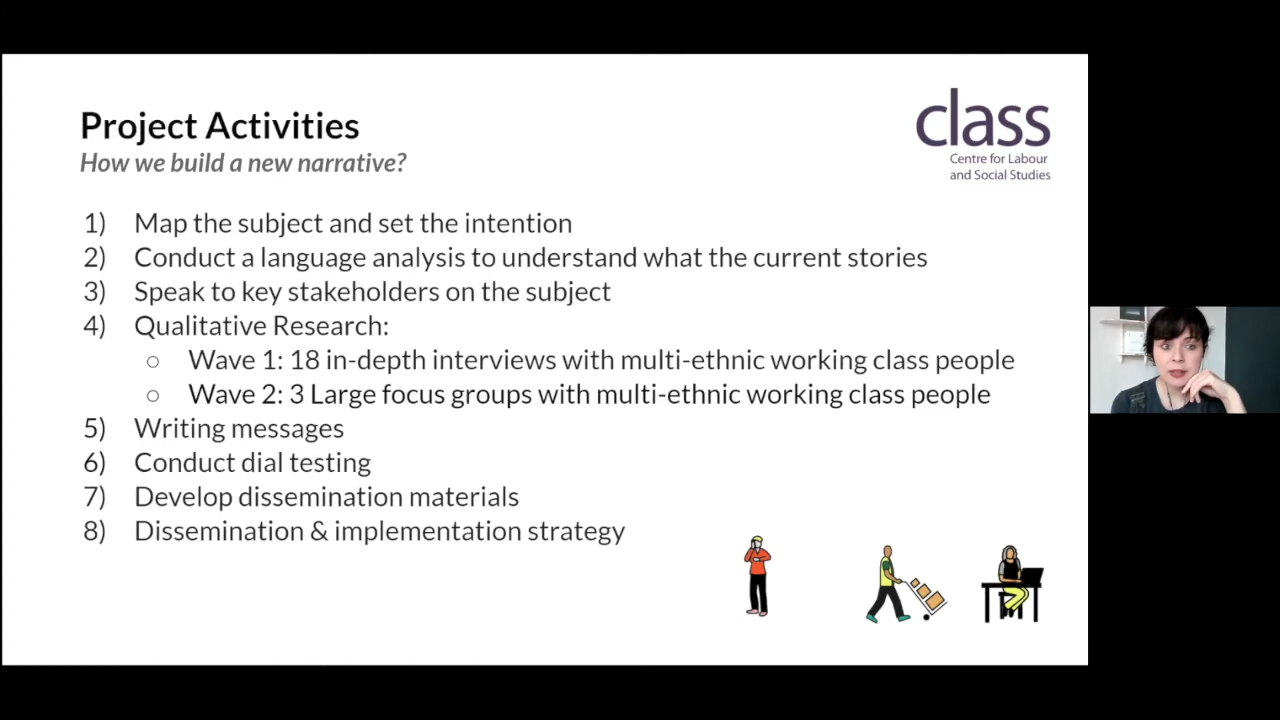 Project Activities
How we build a new narrative?
class
Centre for Labour
and Social Studies
1) Map the subject and set the intention
2) Conduct a language analysis to understand what the current stories
3) Speak to key stakeholders on the subject
4) Qualitative Research:
○ Wave 1: 18 in-depth interviews with multi-ethnic working class people
○ Wave 2: 3 Large focus groups with multi-ethnic working class people
5) Writing messages
6) Conduct dial testing
7) Develop dissemination materials
8) Dissemination & implementation strategy